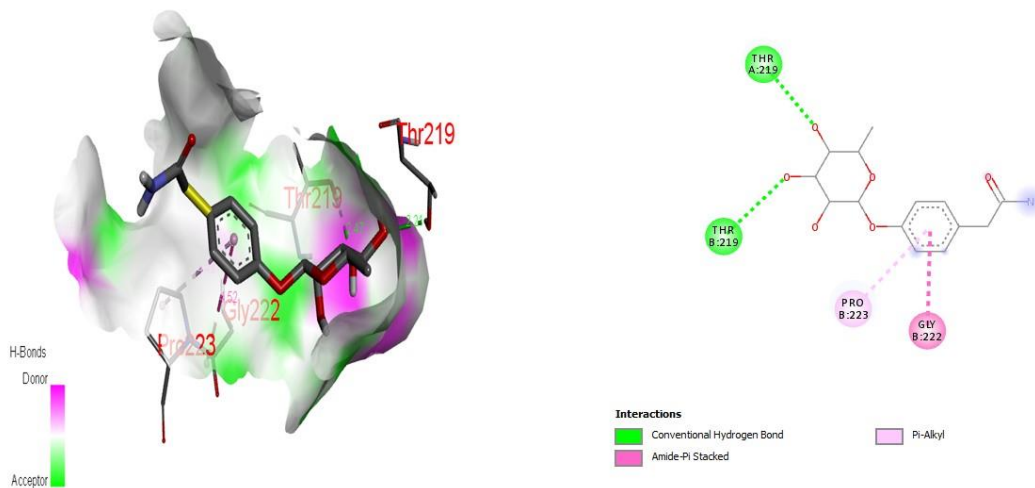 Thr219
Thr219
Gly222
Pro223
H-Bonds
Donor
Acceptor
THR
A:219
THR
B:219
PRO
B:223
GLY
B:222
O
O
O
O
O
O
N
Interactions
Conventional Hydrogen Bond
Pi-Alkyl
Amide-Pi Stacked